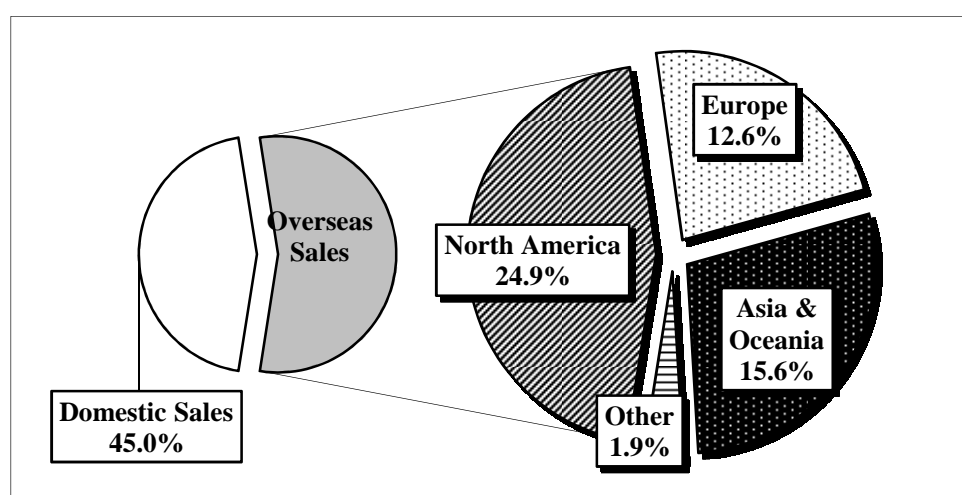 Europe
12.6%
Overseas
Sales
North America
24.9%
Asia &
Oceania
15.6%
Domestic Sales
45.0%
Other
1.9%